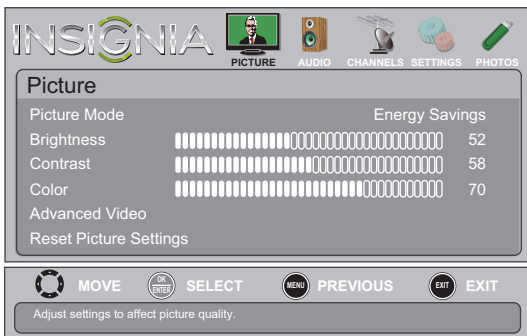 INSIGNIA
PICTURE AUDIO CHANNELS SETTINGS PHOTOS
Picture
Picture Mode Energy Savings
Brightness 52
Contrast 58
Color 70
Advanced Video
Reset Picture Settings
MOVE OK ENTER SELECT MENU PREVIOUS EXIT EXIT
Adjust settings to affect picture quality.